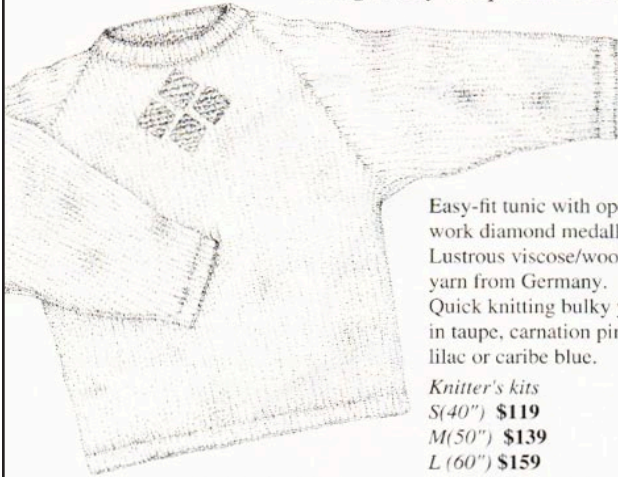 Easy-fit tunic with op
work diamond medall
Lustrous viscose/woo
yarn from Germany.
Quick knitting bulky
in taupe, carnation pin
lilac or caribe blue.
Knitter's kits
S(40") $119
M(50") $139
L (60") $159